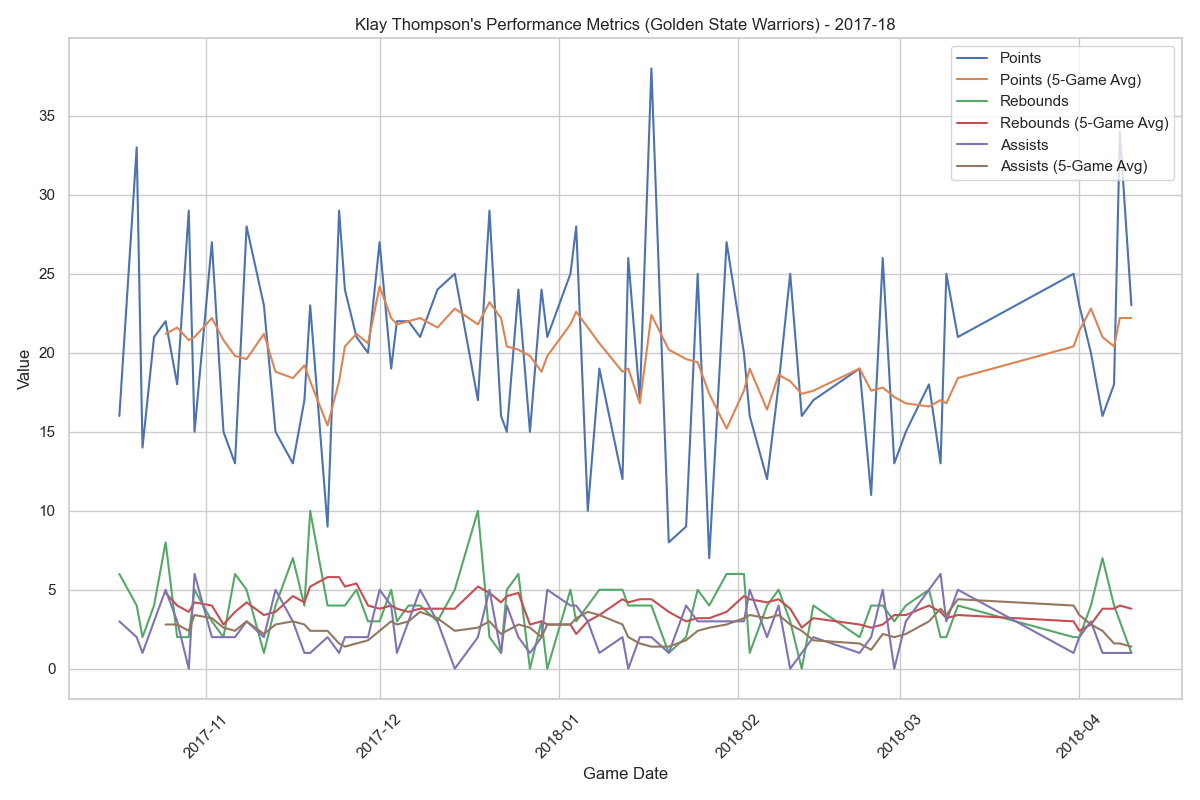 Klay Thompson's Performance Metrics (Golden State Warriors) - 2017-18
Points
Points (5-Game Avg)
Rebounds
Rebounds (5-Game Avg)
Assists
Assists (5-Game Avg)
Value
35
30
25
20
15
10
5
0
2017-11
2017-12
2018-01
2018-02
2018-03
2018-04
Game Date